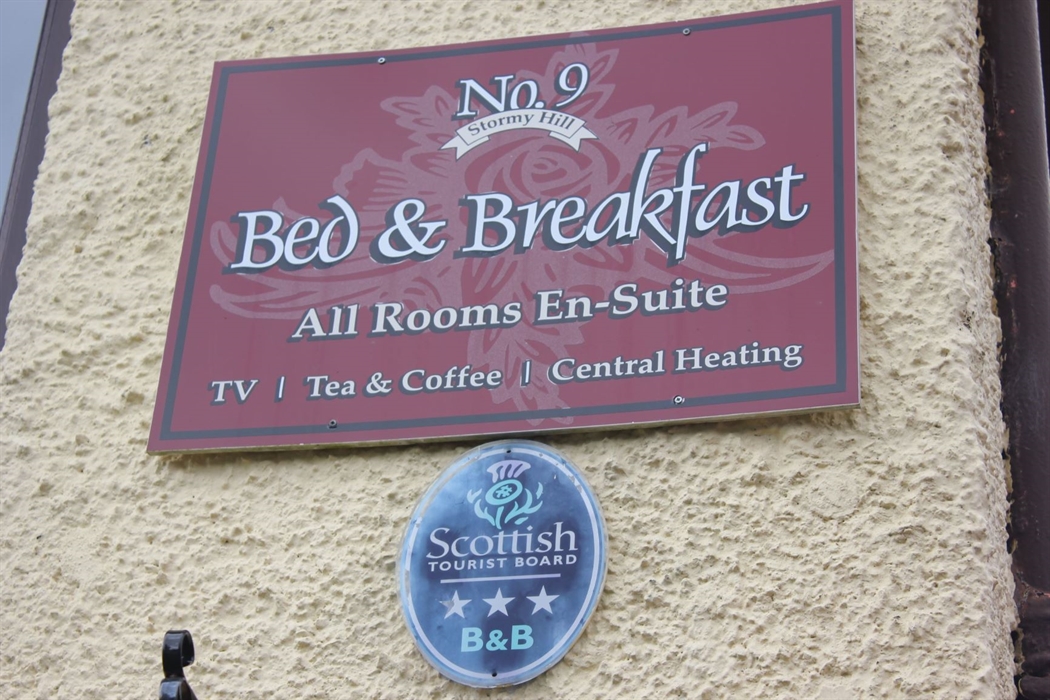 No. 9
Stormy Hill
Bed & Breakfast
All Rooms En-Suite
TV | Tea & Coffee | Central Heating
Scottish
TOURIST BOARD
B&B